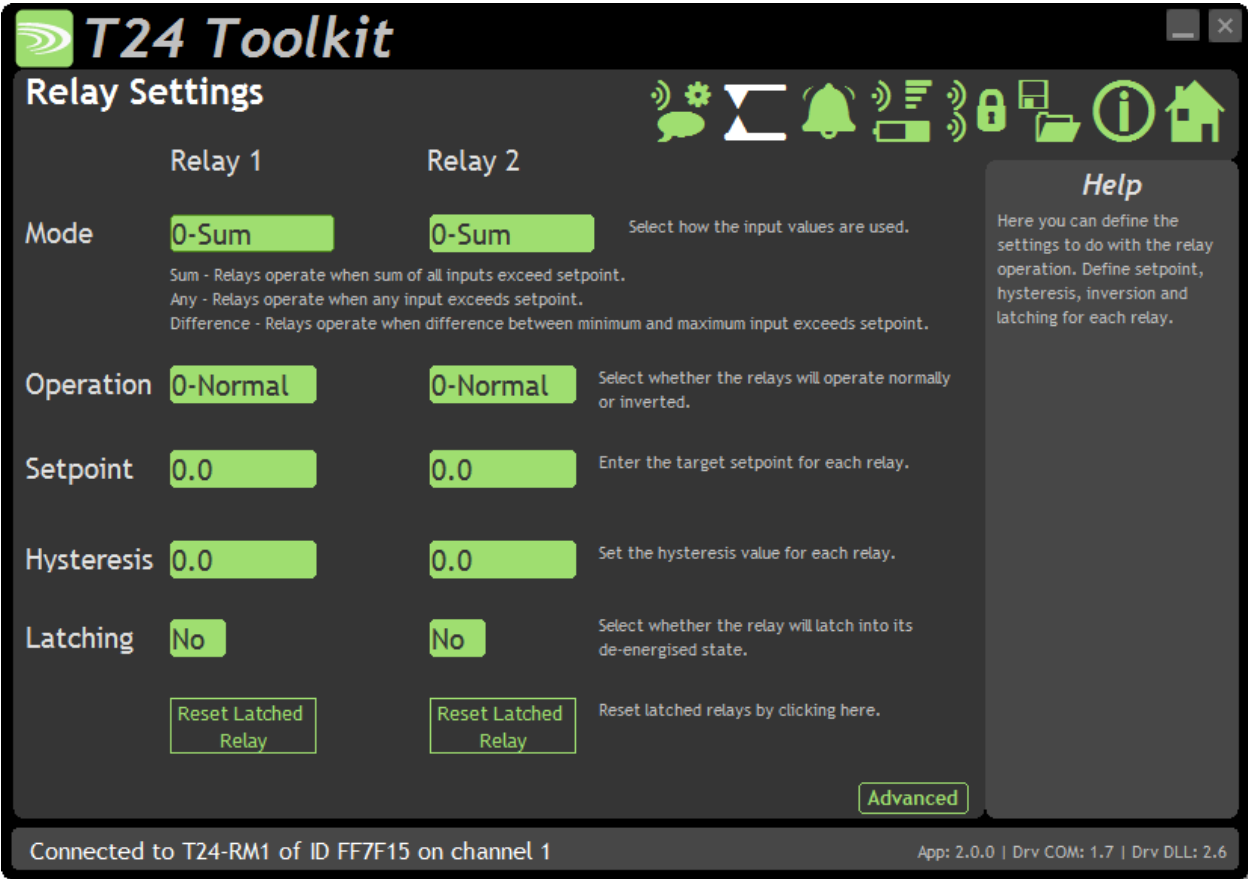 T24 Toolkit
Relay Settings
Relay 1
Relay 2
Mode
0-Sum
0-Sum
Select how the input values are used.
Sum - Relays operate when sum of all inputs exceed setpoint.
Any - Relays operate when any input exceeds setpoint.
Difference - Relays operate when difference between minimum and maximum input exceeds setpoint.
Operation
0-Normal
0-Normal
Select whether the relays will operate normally
or inverted.
Setpoint
0.0
0.0
Enter the target setpoint for each relay.
Hysteresis
0.0
0.0
Set the hysteresis value for each relay.
Latching
No
No
Select whether the relay will latch into its
de-energised state.
Reset Latched
Relay
Reset Latched
Relay
Reset latched relays by clicking here.
Advanced
Help
Here you can define the
settings to do with the relay
operation. Define setpoint,
hysteresis, inversion and
latching for each relay.
Connected to T24-RM1 of ID FF7F15 on channel 1
App: 2.0.0 | Drv COM: 1.7 | Drv DLL: 2.6